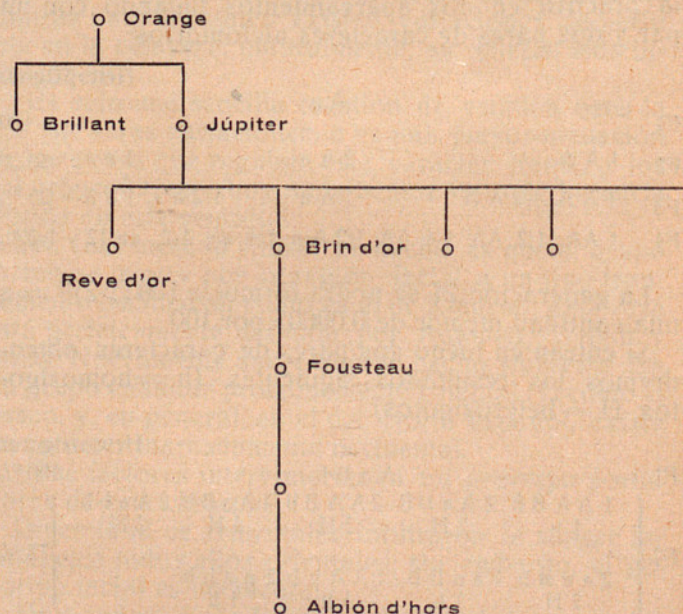 Orange
Brillant Júpiter
Brin d'or
Reve d'or
Fousteau
Albión d'hors